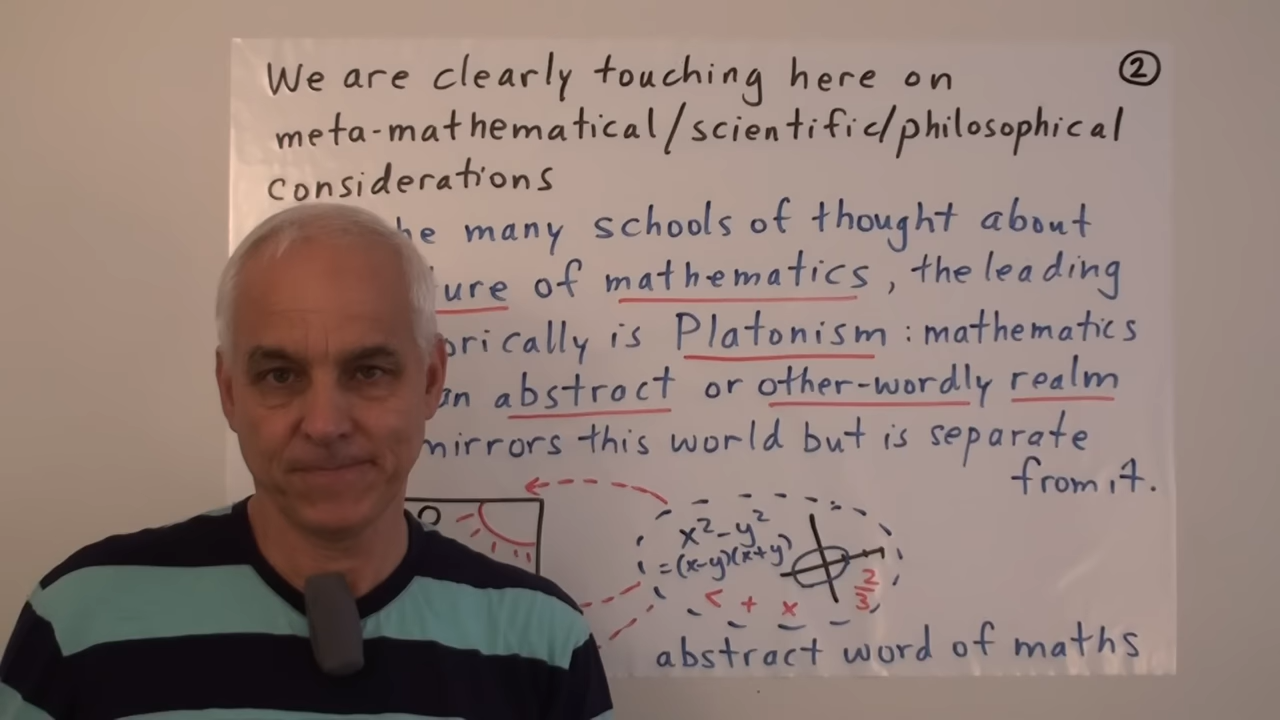 We are clearly touching here on
②
meta-mathematical/scientific/philosophical
considerations
he many schools of thought about
ure of mathematics, the leading
orically is Platonism: mathematics
an abstract or other-wordly realm
mirrors this world but is separate
from it.
x²-y²
=(x-y)(x+y)
2/3
< + x
abstract word of maths